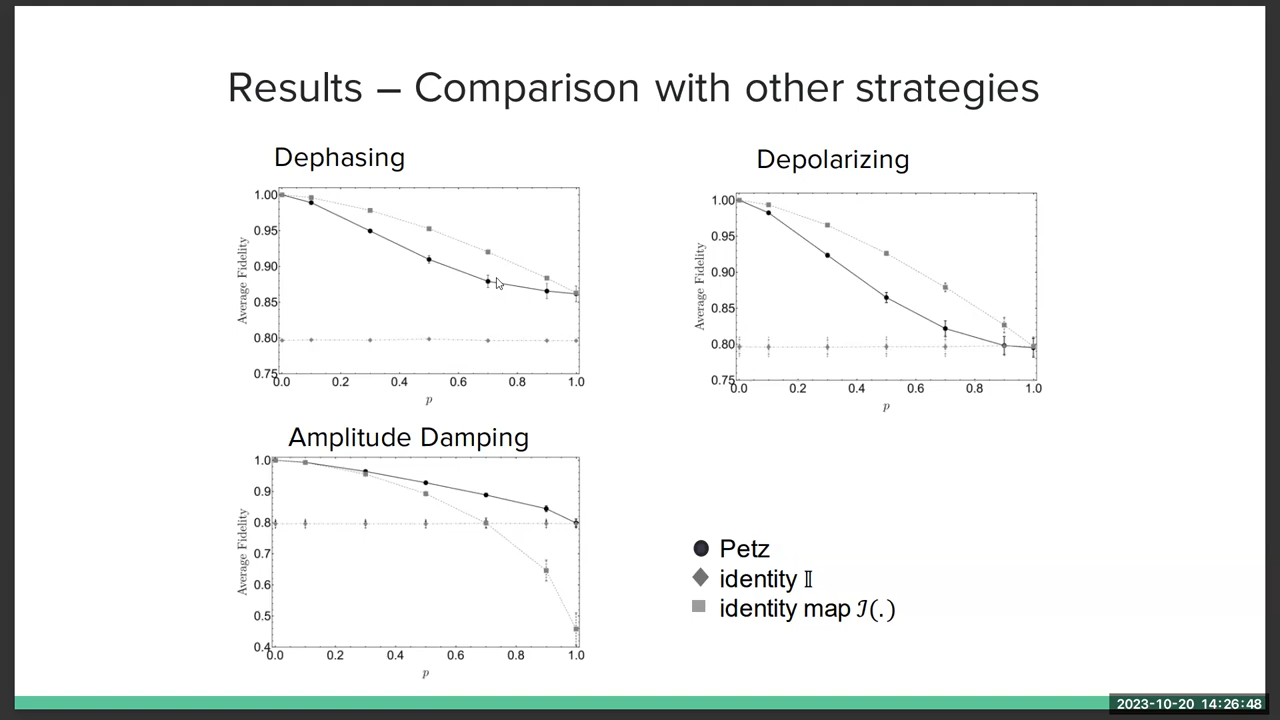 Results – Comparison with other strategies
Dephasing
1.00
0.95
0.90
0.85
0.80
0.75
Average Fidelity
0.0 0.2 0.4 0.6 0.8 1.0
p
Depolarizing
1.00
0.95
0.90
0.85
0.80
0.75
Average Fidelity
0.0 0.2 0.4 0.6 0.8 1.0
p
Amplitude Damping
1.0
0.9
0.8
0.7
0.6
0.5
0.4
Average Fidelity
0.0 0.2 0.4 0.6 0.8 1.0
p
Petz
identity 𝕀
identity map ℐ(.)
2023-10-20 14:26:48